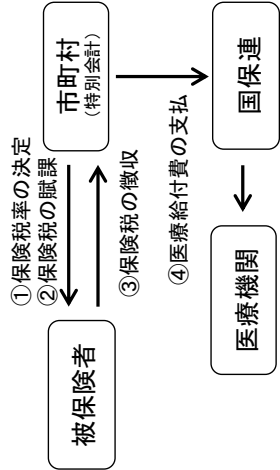 市町村
(特別会計)
①保険税率の決定
②保険税の賦課
③保険税の徴収
④医療給付費の支払
被保険者
国保連
医療機関